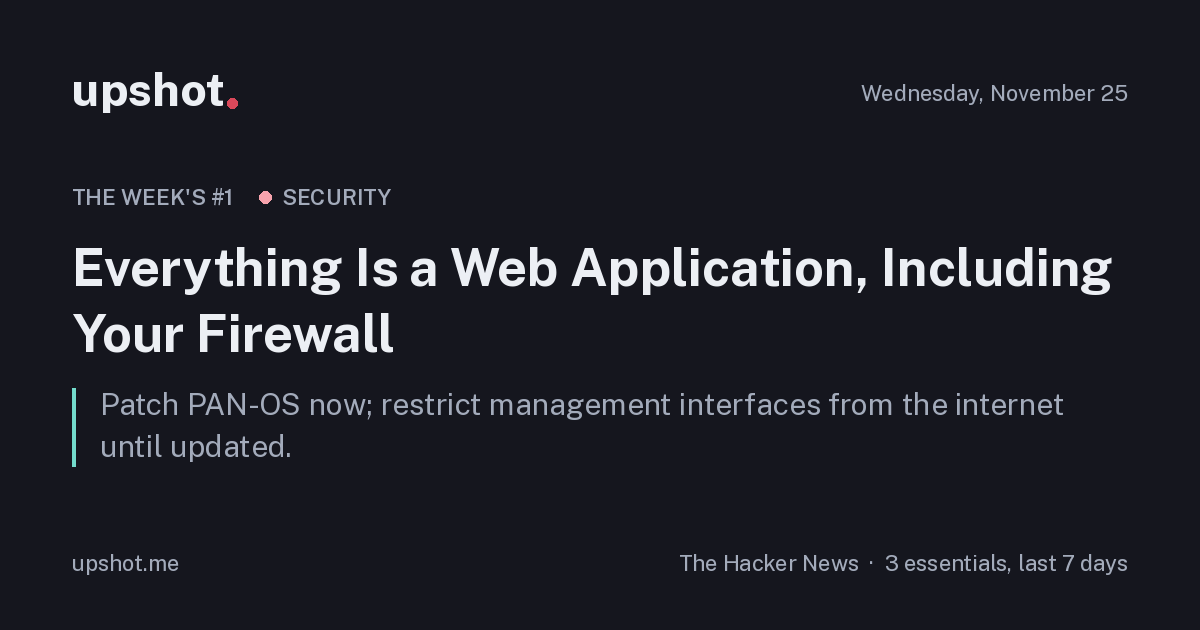 upshot.
Wednesday, November 25
THE WEEK'S #1 SECURITY
Everything Is a Web Application, Including
Your Firewall
Patch PAN-OS now; restrict management interfaces from the internet
until updated.
upshot.me
The Hacker News · 3 essentials, last 7 days